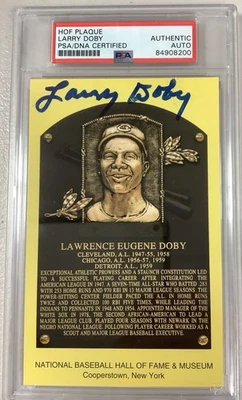 HOF PLAQUE
LARRY DOBY
PSA/DNA CERTIFIED
AUTHENTIC
AUTO
84908200
PSA
Larry Doby
LAWRENCE EUGENE DOBY
CLEVELAND, A.L. 1947-55, 1958
CHICAGO, A.L. 1956-57, 1959
DETROIT, A.L., 1959
EXCEPTIONAL ATHLETIC PROWESS AND A STAUNCH CONSTITUTION LED
TO A SUCCESSFUL PLAYING CAREER AFTER INTEGRATING THE
AMERICAN LEAGUE IN 1947. A SEVEN-TIME ALL-STAR WHO BATTED .283
WITH 253 HOME RUNS AND 970 RBI IN 13 MAJOR LEAGUE SEASONS. THE
POWER-HITTING CENTER FIELDER PACED THE A.L. IN HOME RUNS
TWICE AND COLLECTED 100 RBI FIVE TIMES, WHILE LEADING THE
INDIANS TO PENNANTS IN 1948 AND 1954. APPOINTED MANAGER OF THE
WHITE SOX IN 1978, THE SECOND AFRICAN-AMERICAN TO LEAD A
MAJOR LEAGUE CLUB. PLAYED FOUR SEASONS WITH NEWARK IN THE
NEGRO NATIONAL LEAGUE. FOLLOWING PLAYER CAREER WORKED AS A
SCOUT AND MAJOR LEAGUE BASEBALL EXECUTIVE.
NATIONAL BASEBALL HALL OF FAME & MUSEUM
Cooperstown, New York